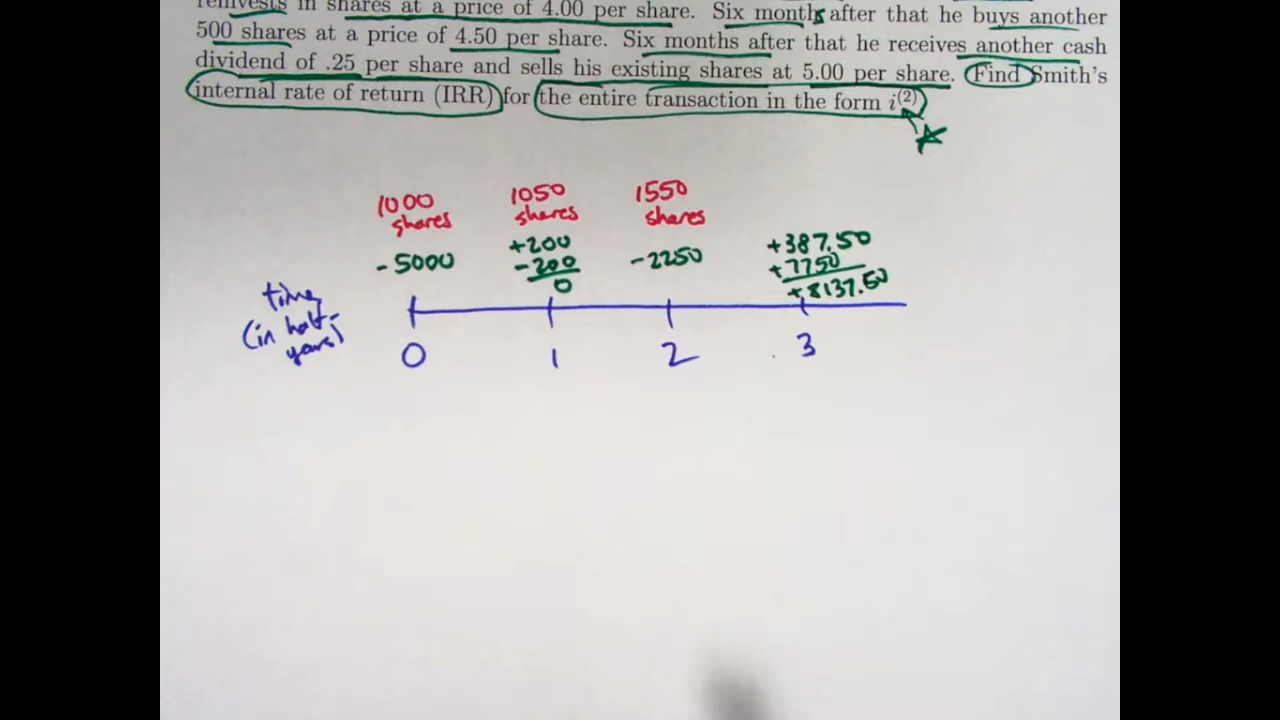 reinvests in shares at a price of 4.00 per share. Six months after that he buys another
500 shares at a price of 4.50 per share. Six months after that he receives another cash
dividend of .25 per share and sells his existing shares at 5.00 per share. Find Smith's
internal rate of return (IRR) for the entire transaction in the form i(2)
1000 shares
1050 shares
1550 shares
-5000
+200
-200
0
-2250
+387.50
+7750
+8137.50
time
(in half-
years)
0 1 2 3